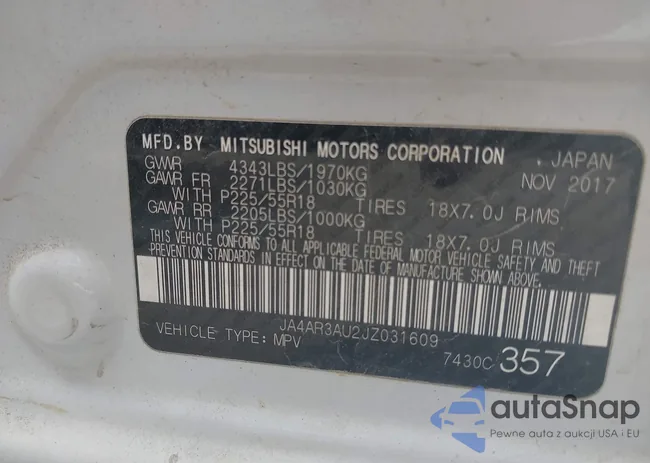 MFD.BY MITSUBISHI MOTORS CORPORATION . JAPAN
GVWR 4343LBS/1970KG NOV 2017
GAWR FR 2271LBS/1030KG
WITH P225/55R18 TIRES 18X7.0J RIMS
GAWR RR 2205LBS/1000KG
WITH P225/55R18 TIRES 18X7.0J RIMS
THIS VEHICLE CONFORMS TO ALL APPLICABLE FEDERAL MOTOR VEHICLE SAFETY AND THEFT
PREVENTION STANDARDS IN EFFECT ON THE DATE OF MANUFACTURE SHOWN ABOVE.
JA4AR3AU2JZ031609
VEHICLE TYPE: MPV 7430C 357
autaSnap
Pewne auta z aukcji USA i EU